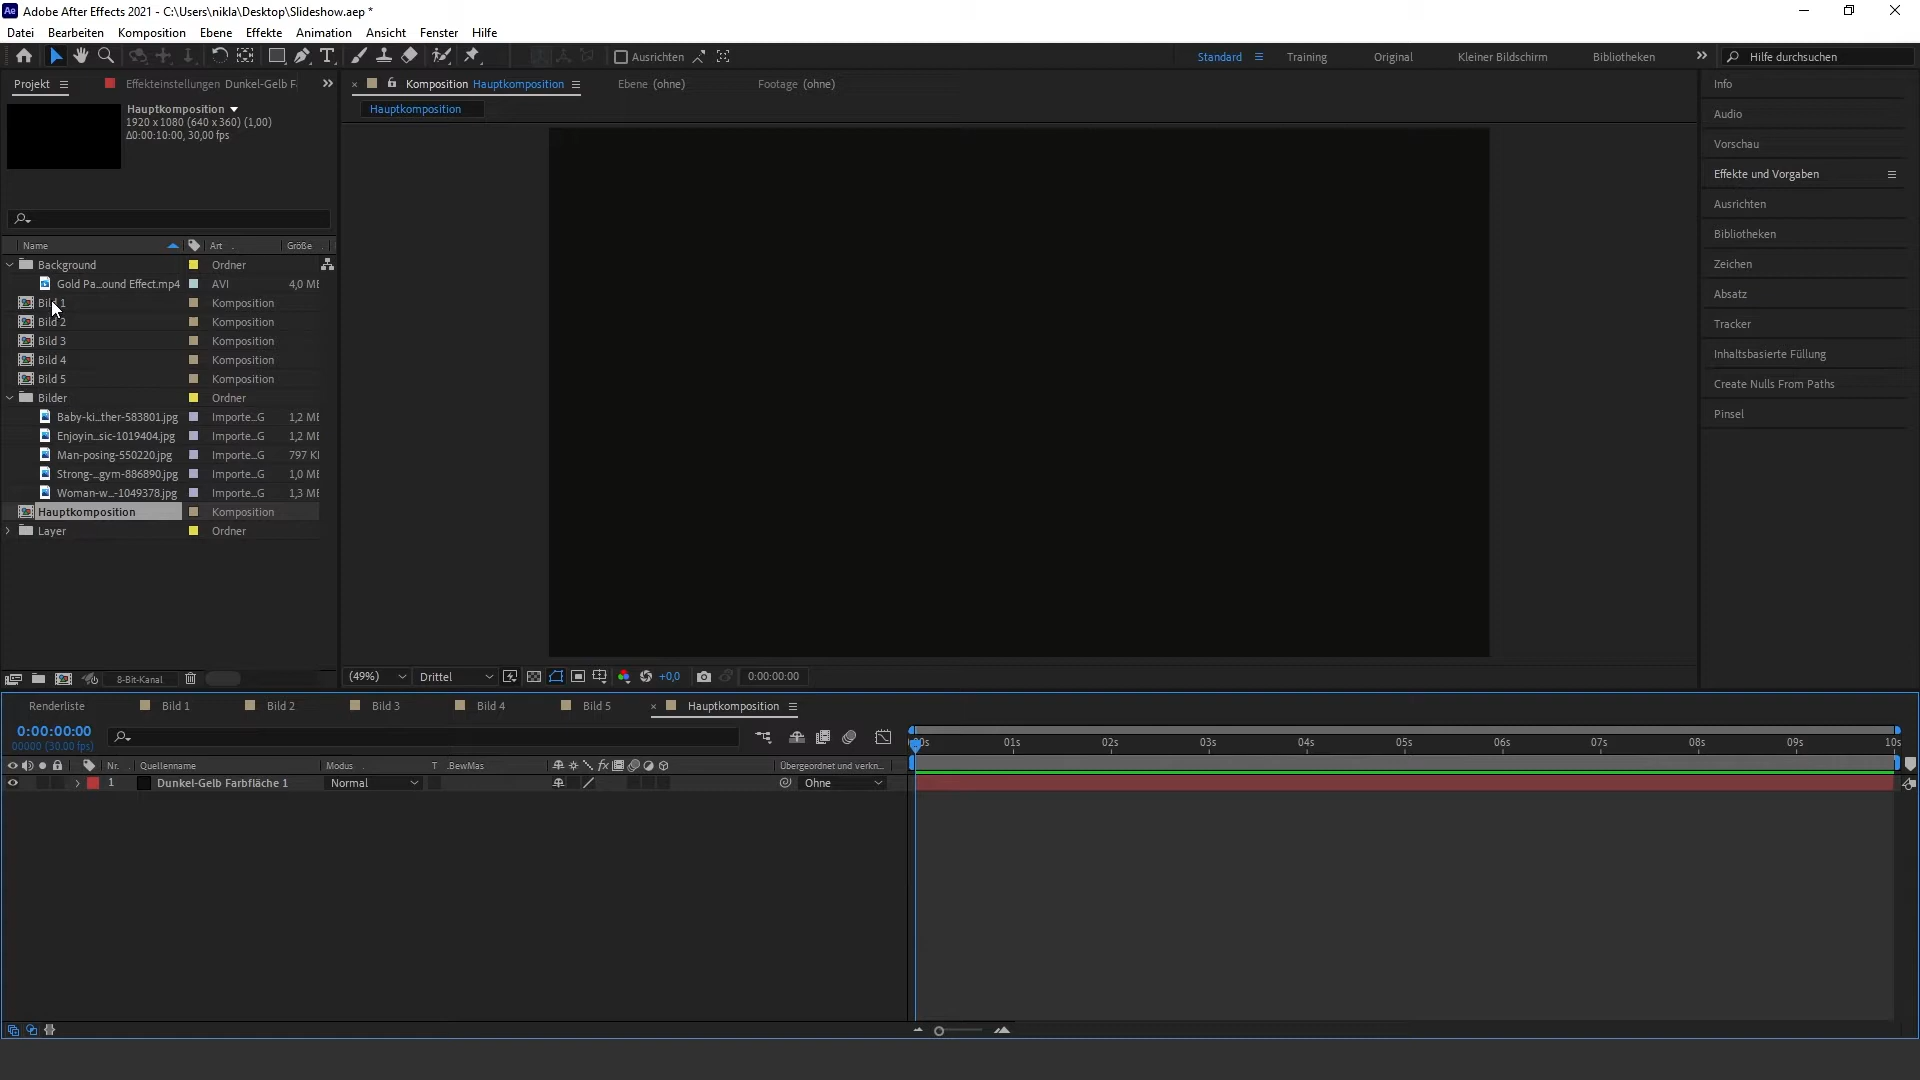 Ae Adobe After Effects 2021 - C:\Users\nikla\Desktop\Slideshow.aep *
Datei Bearbeiten Komposition Ebene Effekte Animation Ansicht Fenster Hilfe
Ausrichten Standard Training Original Kleiner Bildschirm Bibliotheken Hilfe durchsuchen
Projekt Effekteinstellungen Dunkel-Gelb F
Komposition Hauptkomposition Ebene (ohne) Footage (ohne)
Hauptkomposition
Hauptkomposition
1920 x 1080 (640 x 360) (1,00)
Δ0:00:10:00, 30,00 fps
Name Art Größe
Background Ordner
Gold Pa...ound Effect.mp4 AVI 4,0 ME
Bild 1 Komposition
Bild 2 Komposition
Bild 3 Komposition
Bild 4 Komposition
Bild 5 Komposition
Bilder Ordner
Baby-ki...ther-583801.jpg Importe...G 1,2 ME
Enjoyin...sic-1019404.jpg Importe...G 1,2 ME
Man-posing-550220.jpg Importe...G 797 KI
Strong-...gym-886890.jpg Importe...G 1,0 ME
Woman-w...-1049378.jpg Importe...G 1,3 ME
Hauptkomposition Komposition
Layer Ordner
Info
Audio
Vorschau
Effekte und Vorgaben
Ausrichten
Bibliotheken
Zeichen
Absatz
Tracker
Inhaltsbasierte Füllung
Create Nulls From Paths
Pinsel
8-Bit-Kanal
(49%) Drittel +0,0 0:00:00:00
Renderliste Bild 1 Bild 2 Bild 3 Bild 4 Bild 5 Hauptkomposition
0:00:00:00
00000 (30.00 fps)
00s 01s 02s 03s 04s 05s 06s 07s 08s 09s 10s
Nr. Quellenname Modus T .BewMas fx Übergeordnet und verkn...
1 Dunkel-Gelb Farbfläche 1 Normal Ohne